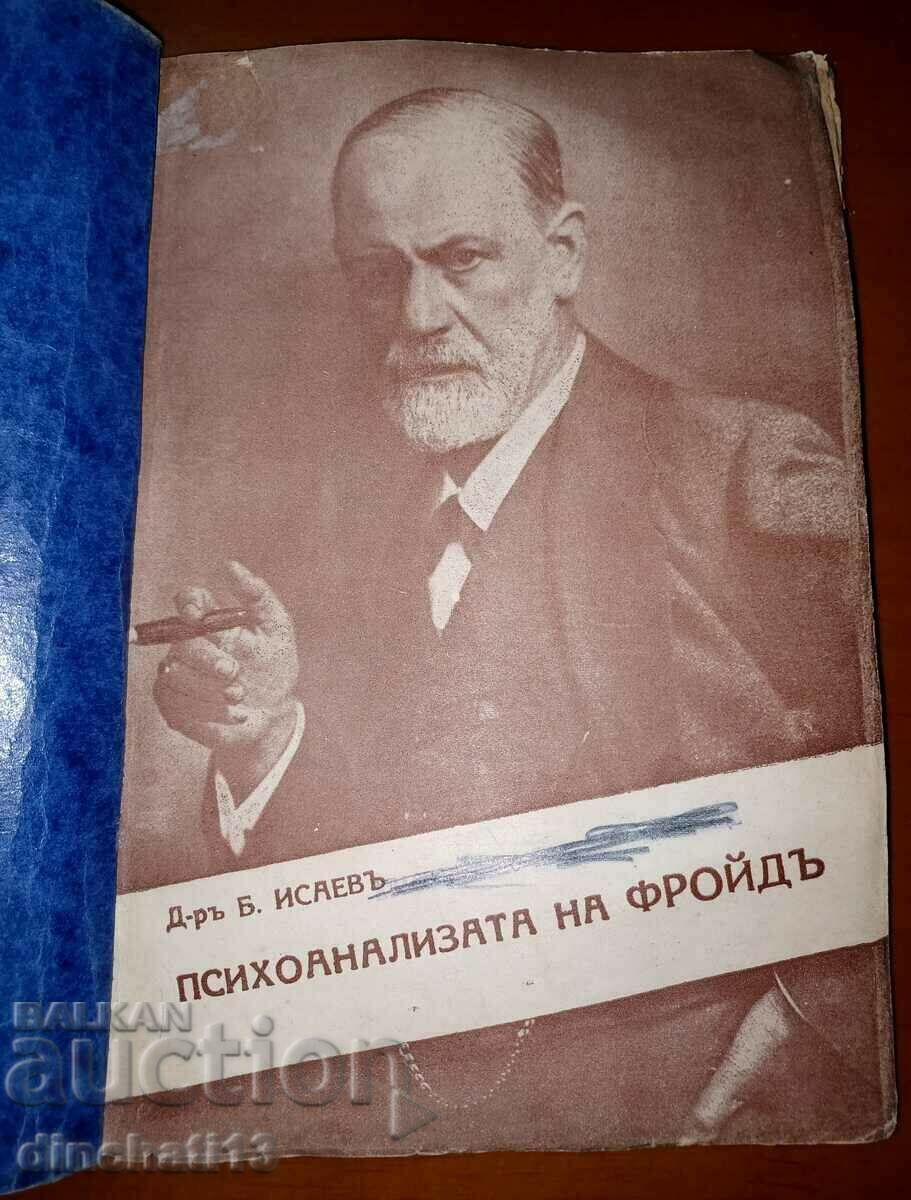 Д-ръ Б. ИСАЕВЪ
ПСИХОАНАЛИЗАТА НА ФРОЙДЪ
BALKAN
auction
dinchati13